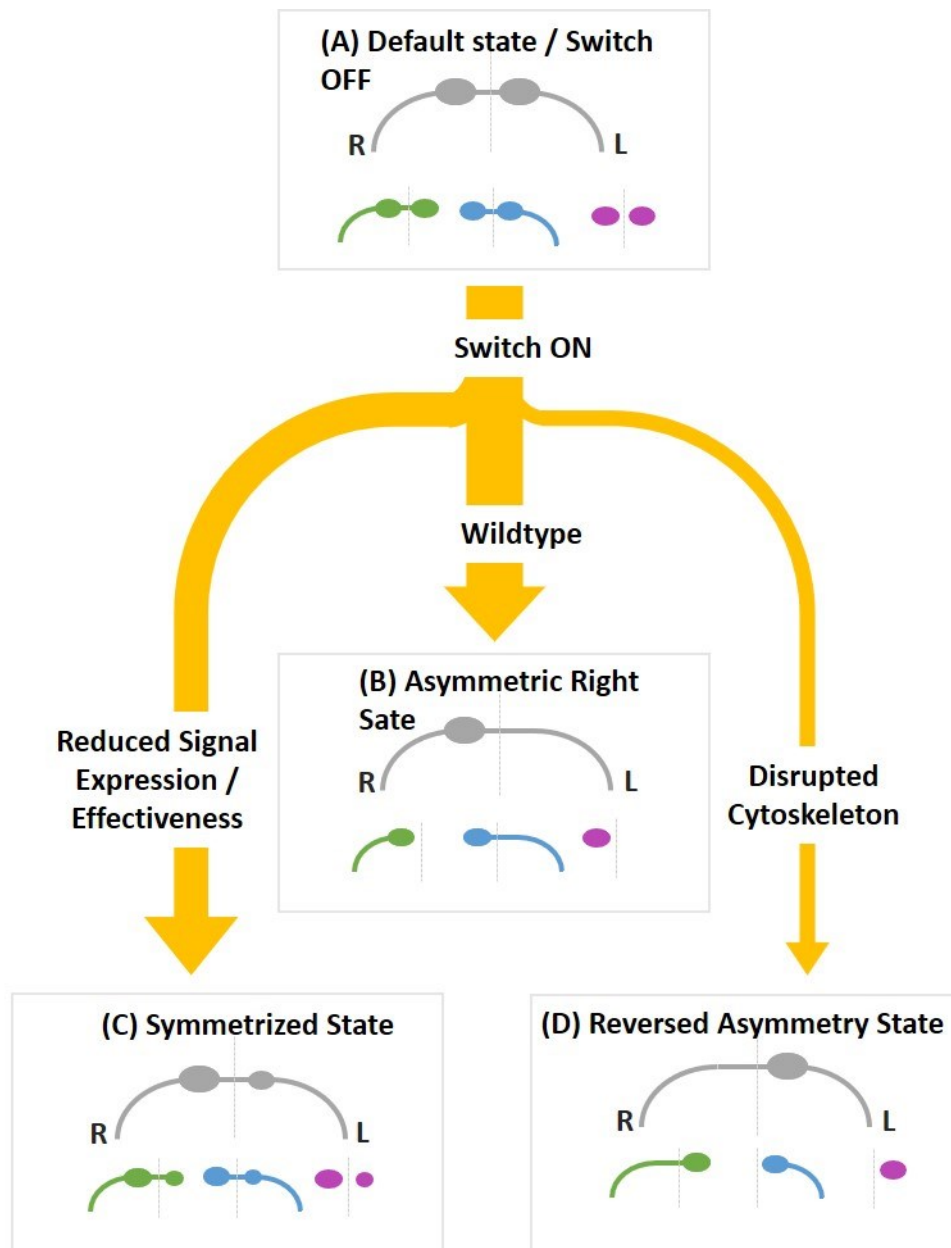 (A) Default state / Switch
OFF
R
L
Switch ON
Wildtype
(B) Asymmetric Right
Sate
R
L
Reduced Signal
Expression /
Effectiveness
Disrupted
Cytoskeleton
(C) Symmetrized State
R
L
(D) Reversed Asymmetry State
R
L